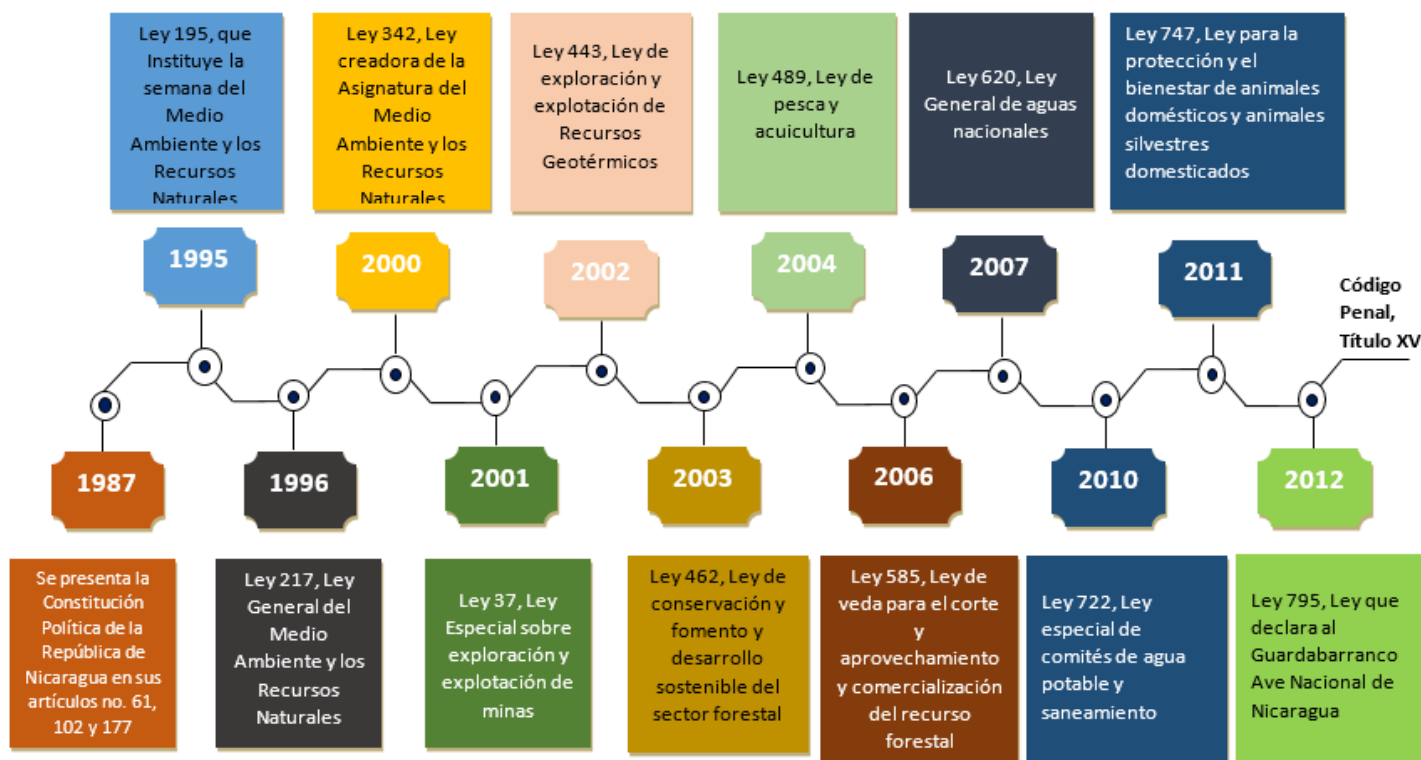 Ley 195, que
Instituye la
semana del
Medio
Ambiente y los
Recursos
Naturales
Ley 342, Ley
creadora de la
Asignatura del
Medio
Ambiente y los
Recursos
Naturales
Ley 443, Ley de
exploración y
explotación de
Recursos
Geotérmicos
Ley 489, Ley de
pesca y
acuicultura
Ley 620, Ley
General de aguas
nacionales
Ley 747, Ley para la
protección y el
bienestar de animales
domésticos y animales
silvestres
domesticados
1995
2000
2002
2004
2007
2011
Código
Penal,
Título XV
1987
1996
2001
2003
2006
2010
2012
Se presenta la
Constitución
Política de la
República de
Nicaragua en sus
artículos no. 61,
102 y 177
Ley 217, Ley
General del
Medio
Ambiente y los
Recursos
Naturales
Ley 37, Ley
Especial sobre
exploración y
explotación de
minas
Ley 462, Ley de
conservación y
fomento y
desarrollo
sostenible del
sector forestal
Ley 585, Ley de
veda para el corte
y
aprovechamiento
y comercialización
del recurso
forestal
Ley 722, Ley
especial de
comités de agua
potable y
saneamiento
Ley 795, Ley que
declara al
Guardabarranco
Ave Nacional de
Nicaragua